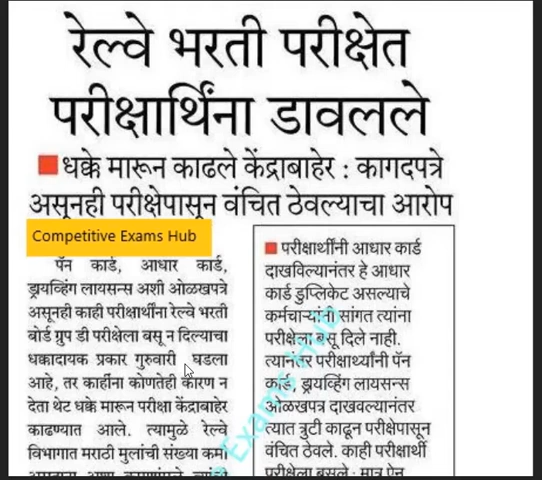 रेल्वे भरती परीक्षेत
परीक्षार्थिंना डावलले
धक्के मारून काढले केंद्राबाहेर : कागदपत्रे
असूनही परीक्षेपासून वंचित ठेवल्याचा आरोप
Competitive Exams Hub
पॅन कार्ड, आधार कार्ड,
ड्रायव्हिंग लायसन्स अशी ओळखपत्रे
असूनही काही परीक्षार्थींना रेल्वे भरती
बोर्ड ग्रुप डी परीक्षेला बसू न दिल्याचा
धक्कादायक प्रकार गुरुवारी घडला
आहे, तर काहींना कोणतेही कारण न
देता थेट धक्के मारून परीक्षा केंद्राबाहेर
काढण्यात आले. त्यामुळे रेल्वे
विभागात मराठी मुलांची संख्या कमी
परीक्षार्थींनी आधार कार्ड
दाखविल्यानंतर हे आधार
कार्ड डुप्लिकेट असल्याचे
कर्मचाऱ्यांनी सांगत त्यांना
परीक्षेला बसू दिले नाही.
त्यानंतर परीक्षार्थ्यांनी पॅन
कार्ड, ड्रायव्हिंग लायसन्स
ओळखपत्र दाखवल्यानंतर
त्यात त्रुटी काढून परीक्षेपासून
वंचित ठेवले. काही परीक्षार्थी
परीक्षेला बसले; मात्र ऐन
Exams Hub